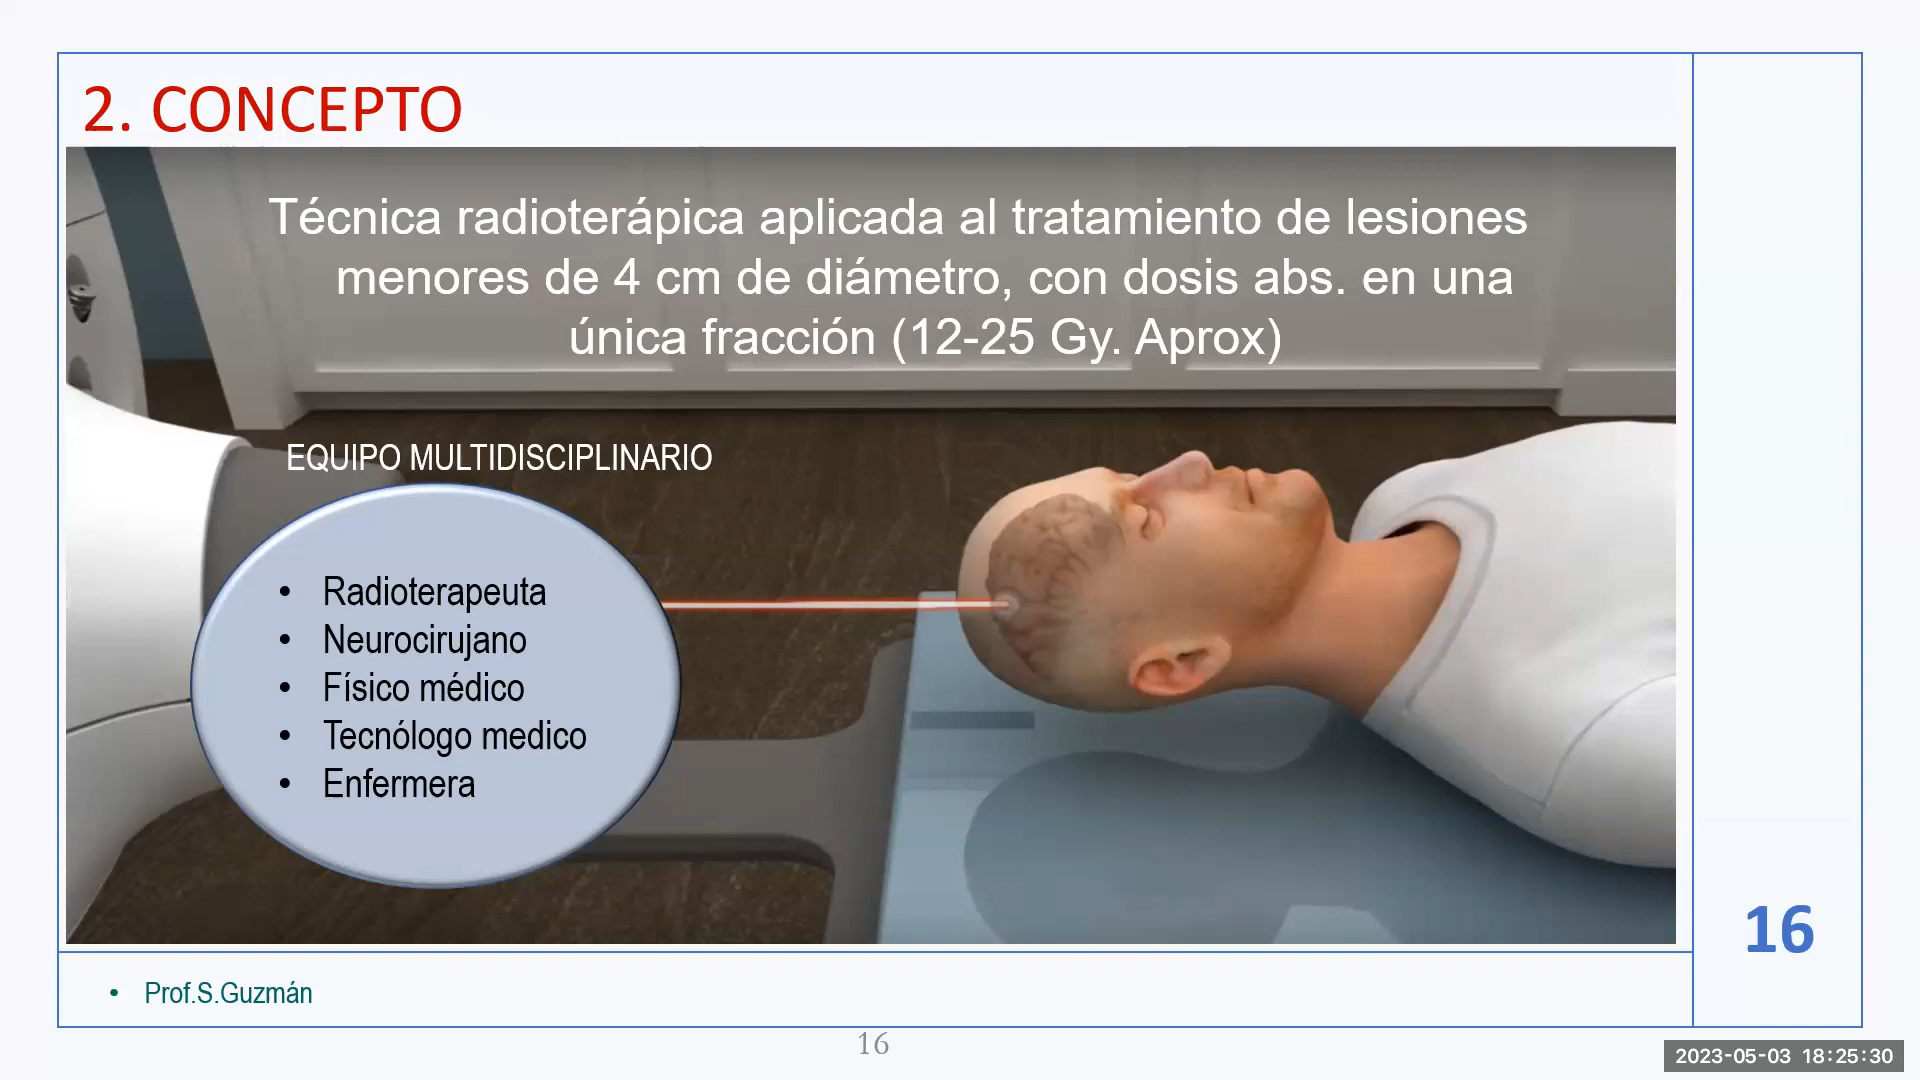 2. CONCEPTO
Técnica radioterápica aplicada al tratamiento de lesiones
menores de 4 cm de diámetro, con dosis abs. en una
única fracción (12-25 Gy. Aprox)
EQUIPO MULTIDISCIPLINARIO
• Radioterapeuta
• Neurocirujano
• Físico médico
• Tecnólogo medico
• Enfermera
16
• Prof.S.Guzmán
16
2023-05-03 18:25:30